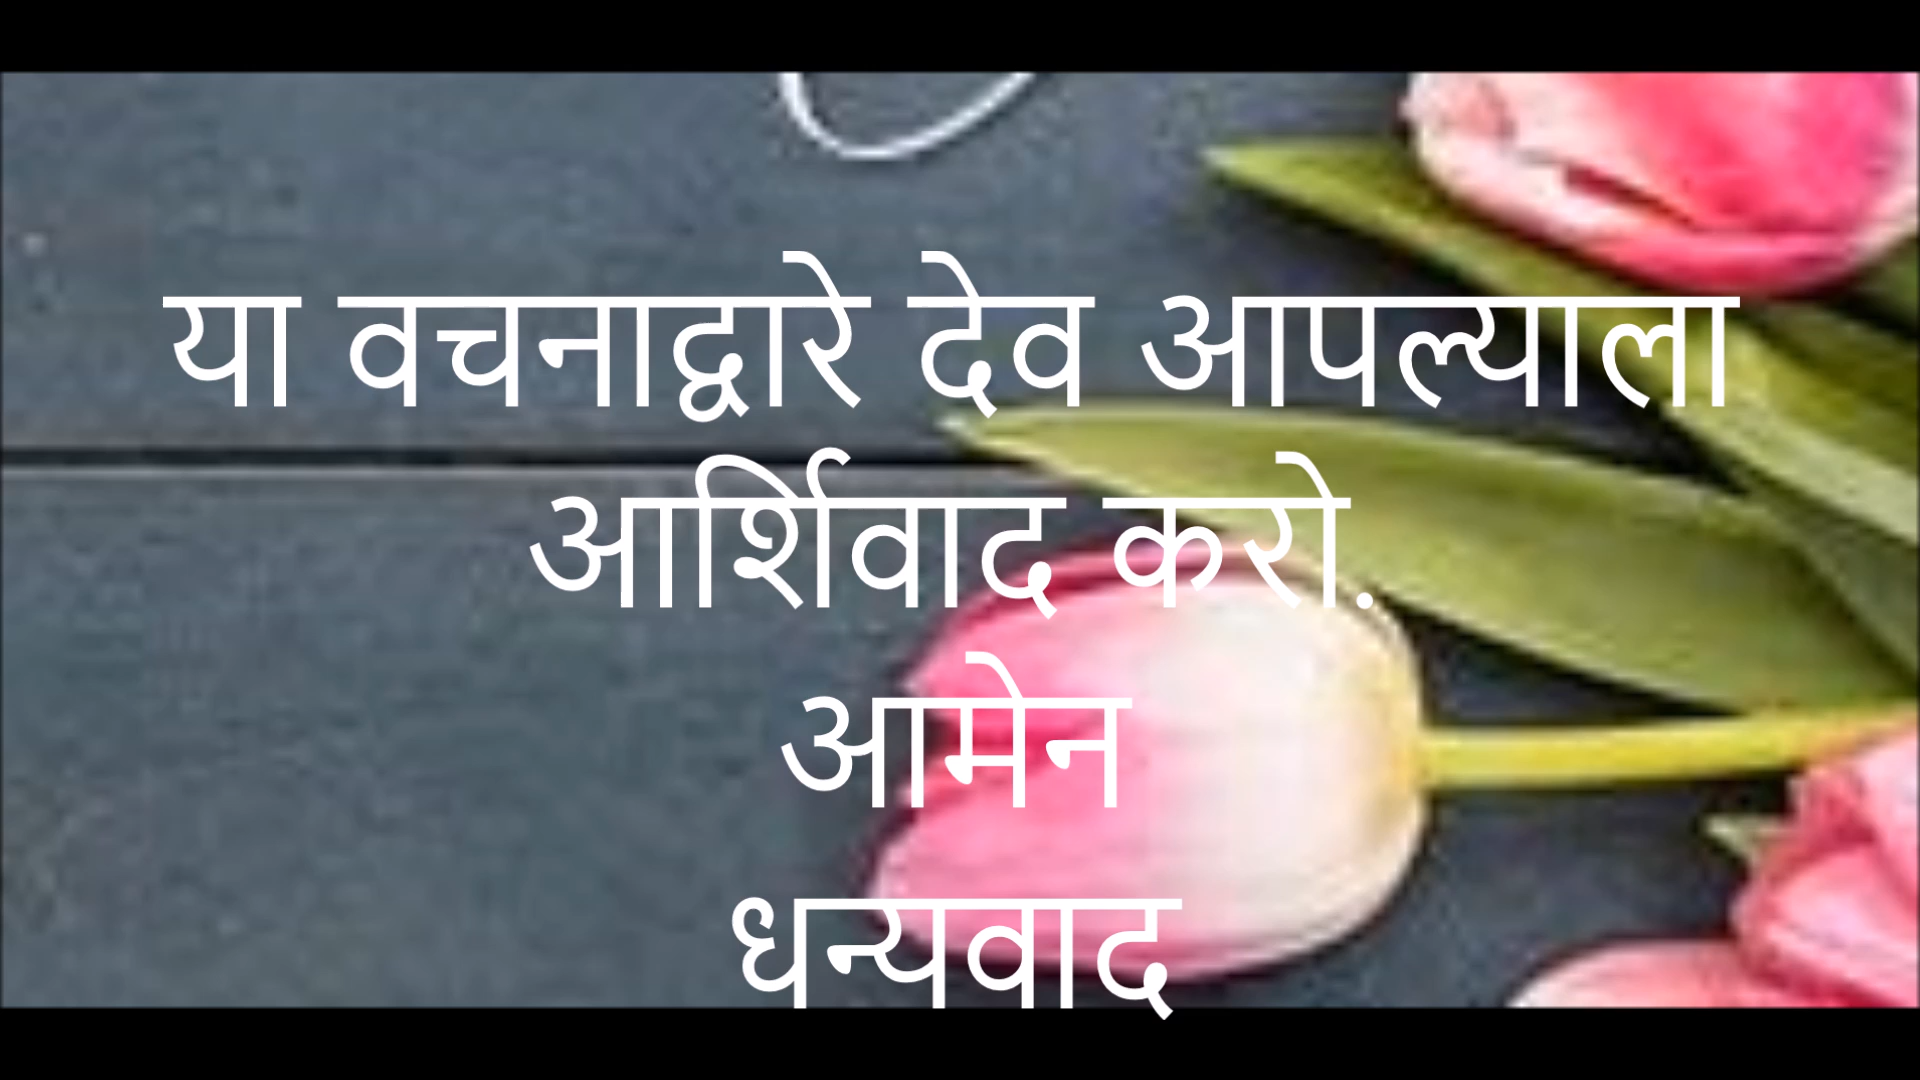 या वचनाद्वारे देव आपल्याला
आर्शिवाद करो.
आमेन
धन्यवाद